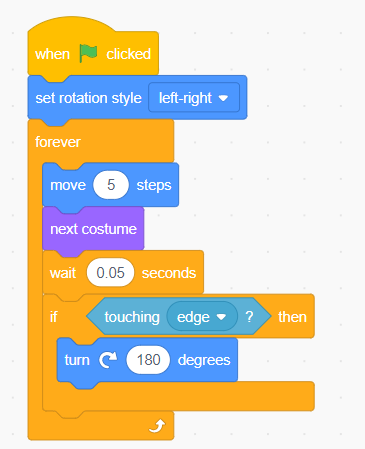 when clicked
set rotation style left-right
forever
move 5 steps
next costume
wait 0.05 seconds
if touching edge ? then
turn 180 degrees